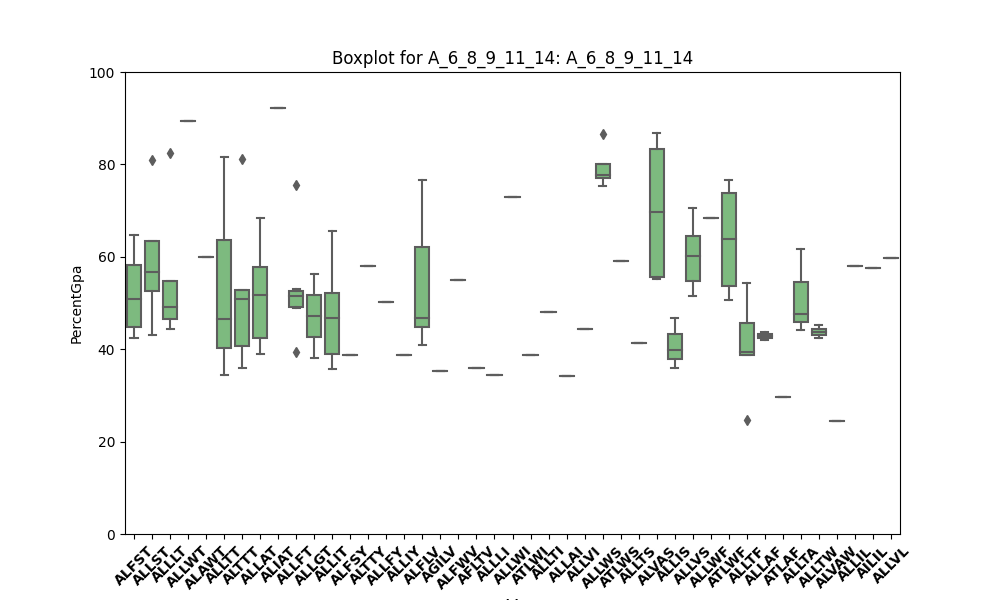 Boxplot for A_6_8_9_11_14: A_6_8_9_11_14
PercentGpa
100
80
60
40
20
0
ALFST
ALLST
ALLLT
ALLWT
ALAWT
ALLTT
ALTTT
ALLAT
ALIAT
ALLFT
ALLGT
ALLIT
ALFSY
ALTTY
ALLFY
ALLIY
ALFLV
AGILV
ALFWV
AFLTV
ALLLI
ALLWI
ATLWI
ALLTI
ALLAI
ALLVI
ALLWS
ATLWS
ALLTS
ALVAS
ALLIS
ALLVS
ALLWF
ATLWF
ALLTF
ALLAF
ATLAF
ALLTA
ALLTW
ALVAW
ALLIL
AILIL
ALLVL